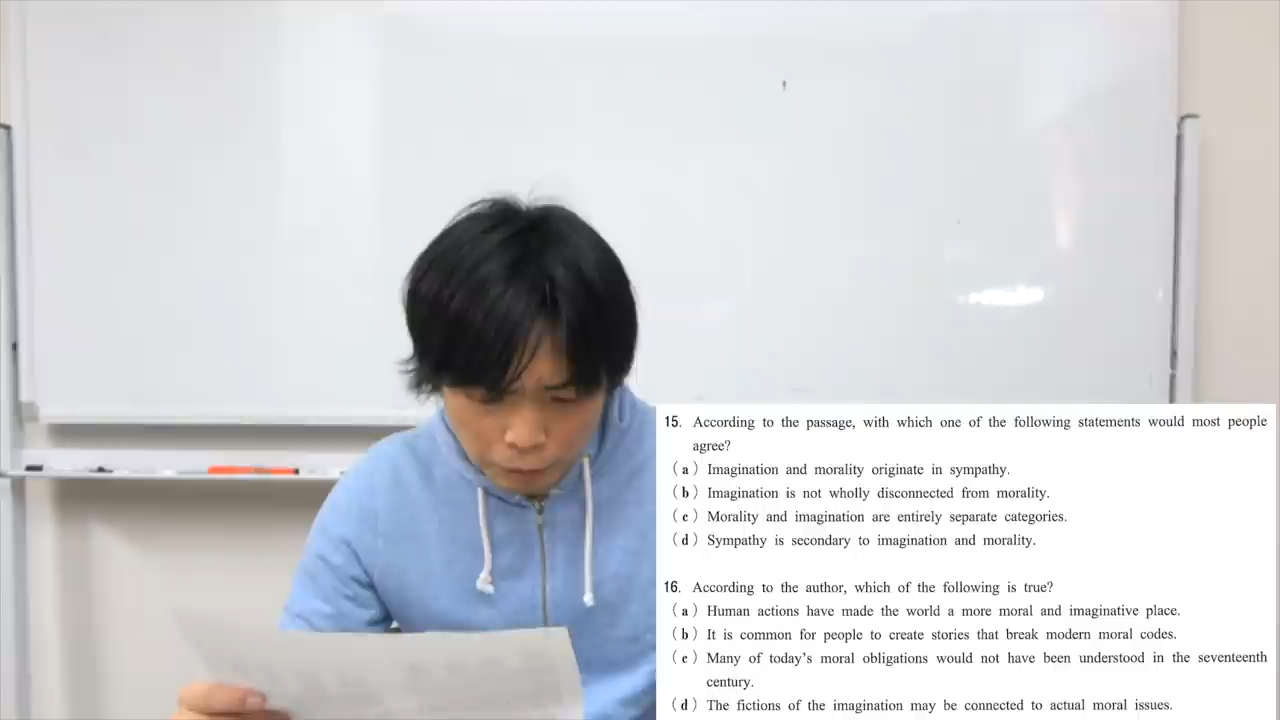 15. According to the passage, with which one of the following statements would most people
agree?
( a ) Imagination and morality originate in sympathy.
( b ) Imagination is not wholly disconnected from morality.
( c ) Morality and imagination are entirely separate categories.
( d ) Sympathy is secondary to imagination and morality.
16. According to the author, which of the following is true?
( a ) Human actions have made the world a more moral and imaginative place.
( b ) It is common for people to create stories that break modern moral codes.
( c ) Many of today's moral obligations would not have been understood in the seventeenth
century.
( d ) The fictions of the imagination may be connected to actual moral issues.